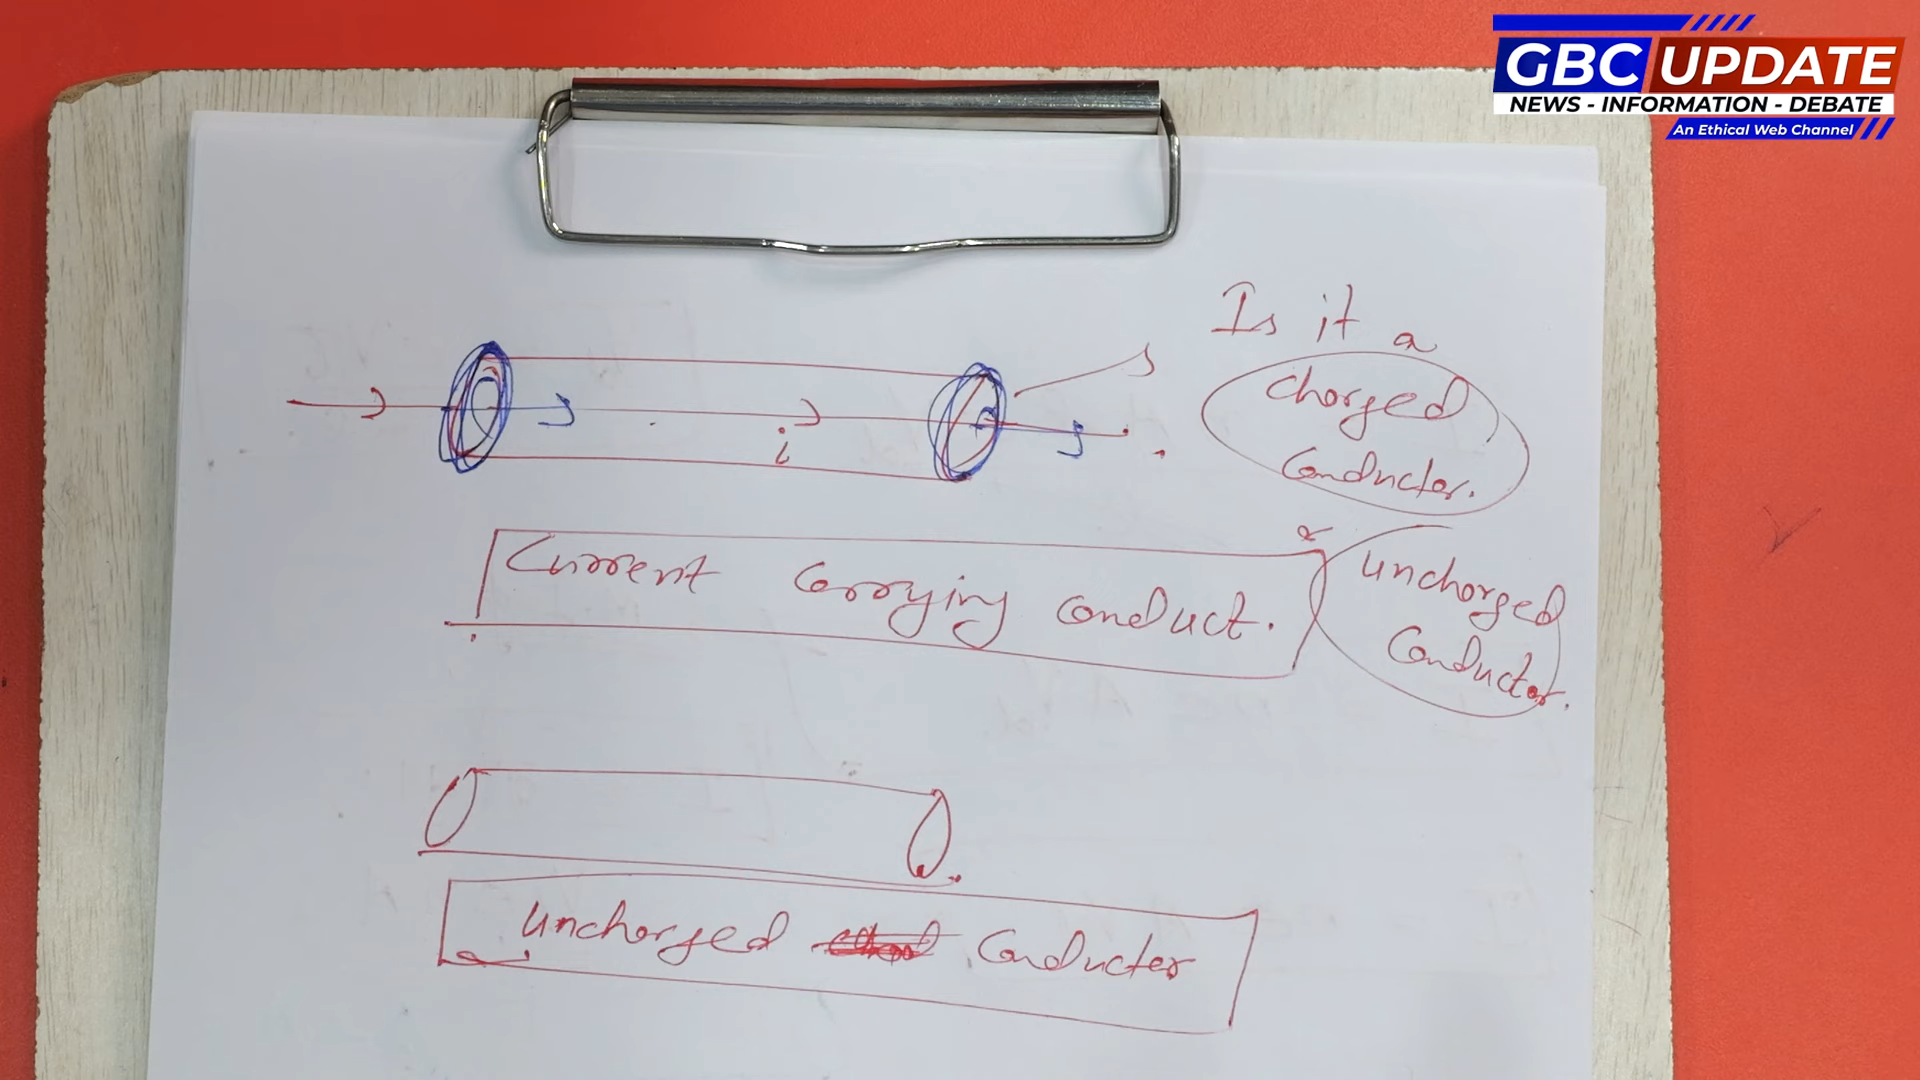 GBC UPDATE
NEWS - INFORMATION - DEBATE
An Ethical Web Channel
Is it a
charged
Conductor.
i
Current Carrying Conduct.
or
uncharged
Conductor.
uncharged Conductor